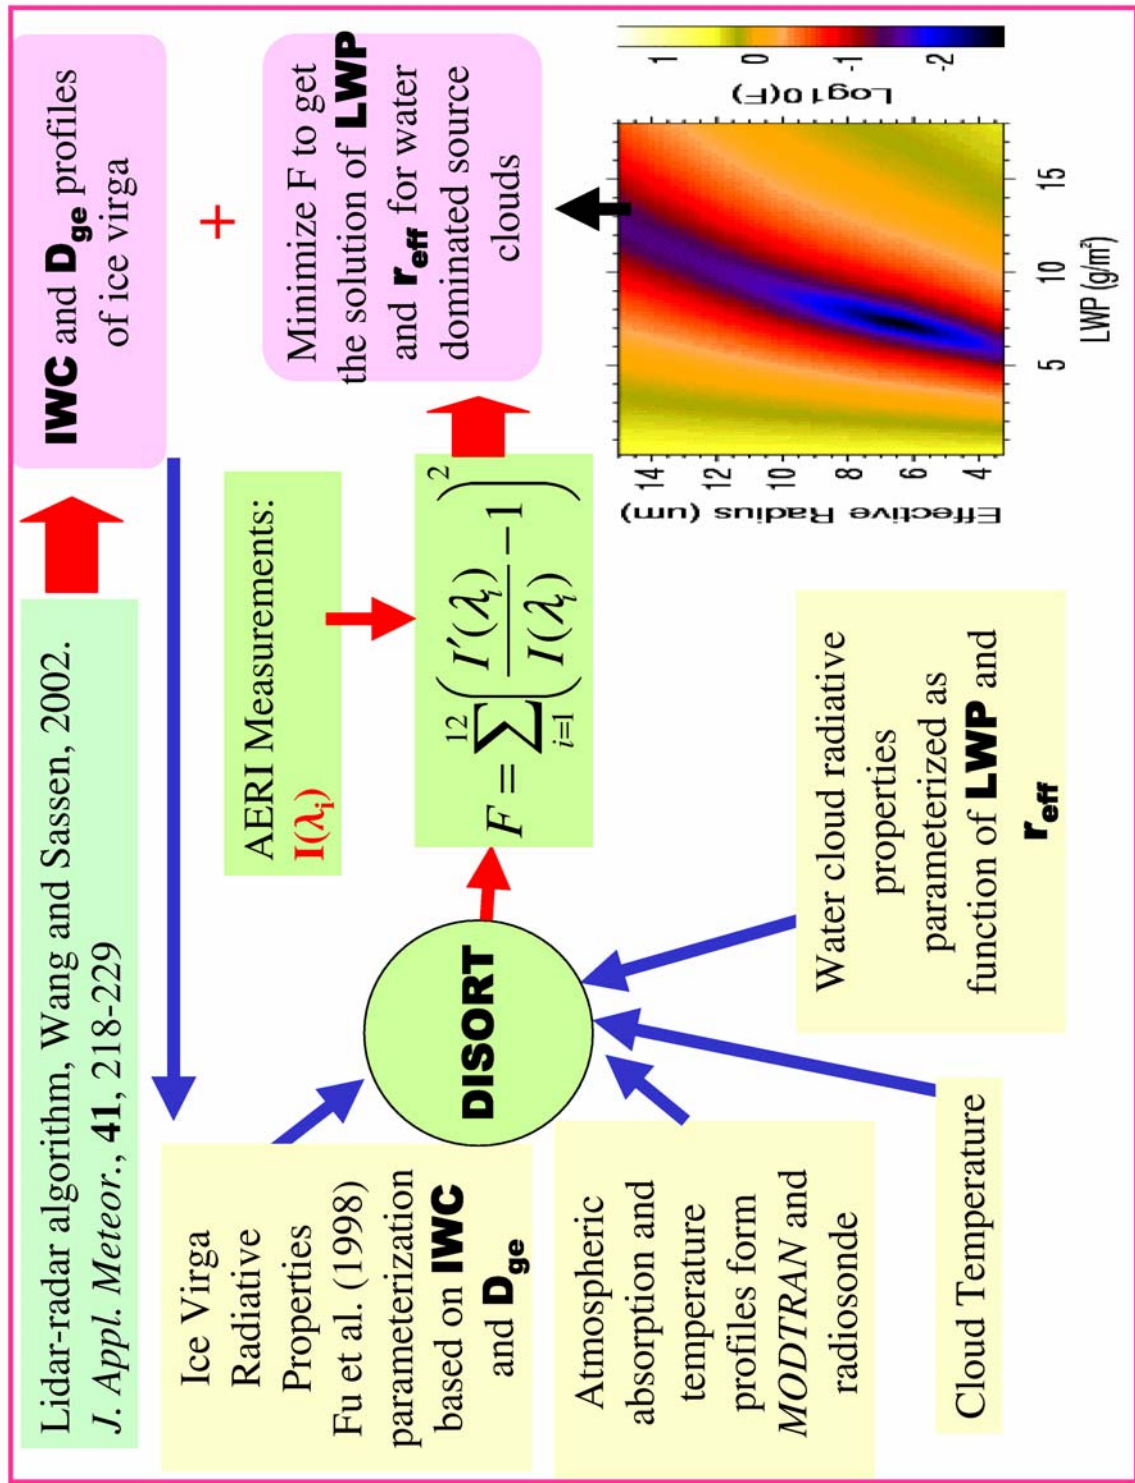 Lidar-radar algorithm, Wang and Sassen, 2002.
J. Appl. Meteor., 41, 218-229
IWC and Dge profiles
of ice virga
+
Ice Virga
Radiative
Properties
Fu et al. (1998)
parameterization
based on IWC
and Dge
AERI Measurements:
I(λi)
Minimize F to get
the solution of LWP
and reff for water
dominated source
clouds
DISORT
F = ∑_{i=1}^{12} (I′(λi)/I(λi) − 1)²
Atmospheric
absorption and
temperature
profiles form
MODTRAN and
radiosonde
Cloud Temperature
Water cloud radiative
properties
parameterized as
function of LWP and
reff
Effective Radius (um)
14
12
10
8
6
4
5
10
15
LWP (g/m²)
Log10(F)
1
0
-1
-2